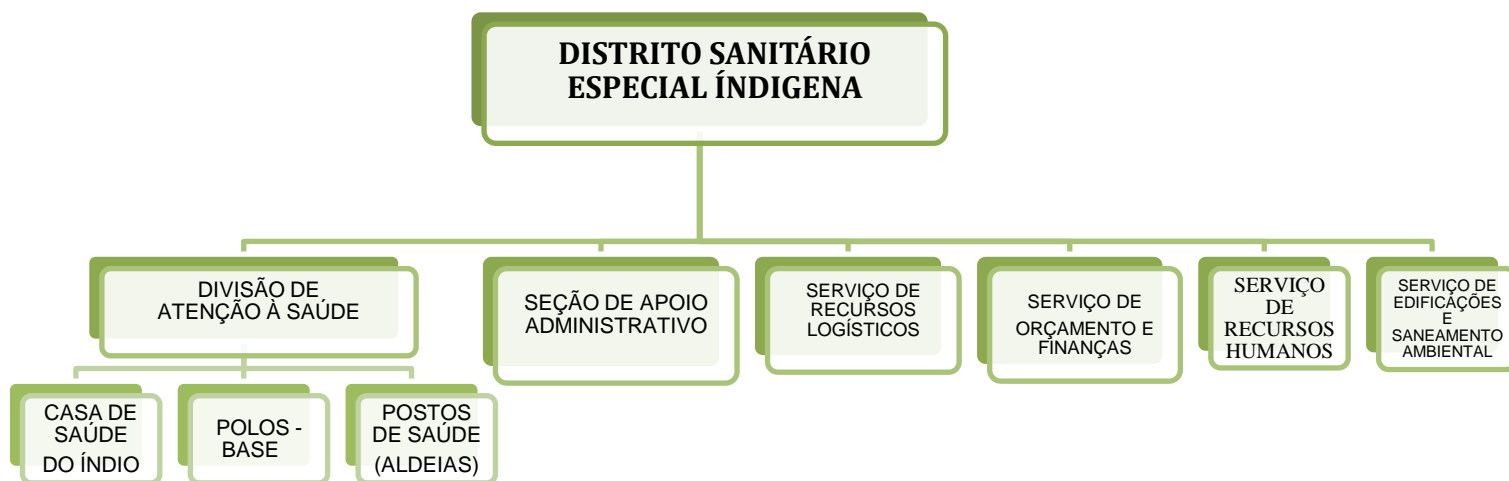 DISTRITO SANITÁRIO
ESPECIAL ÍNDIGENA
DIVISÃO DE
ATENÇÃO À SAÚDE
SEÇÃO DE APOIO
ADMINISTRATIVO
SERVIÇO DE
RECURSOS
LOGÍSTICOS
SERVIÇO DE
ORÇAMENTO E
FINANÇAS
SERVIÇO
DE
RECURSOS
HUMANOS
SERVIÇO DE
EDIFICAÇÕES
E
SANEAMENTO
AMBIENTAL
CASA DE
SAÚDE
DO ÍNDIO
POLOS -
BASE
POSTOS
DE SAÚDE
(ALDEIAS)